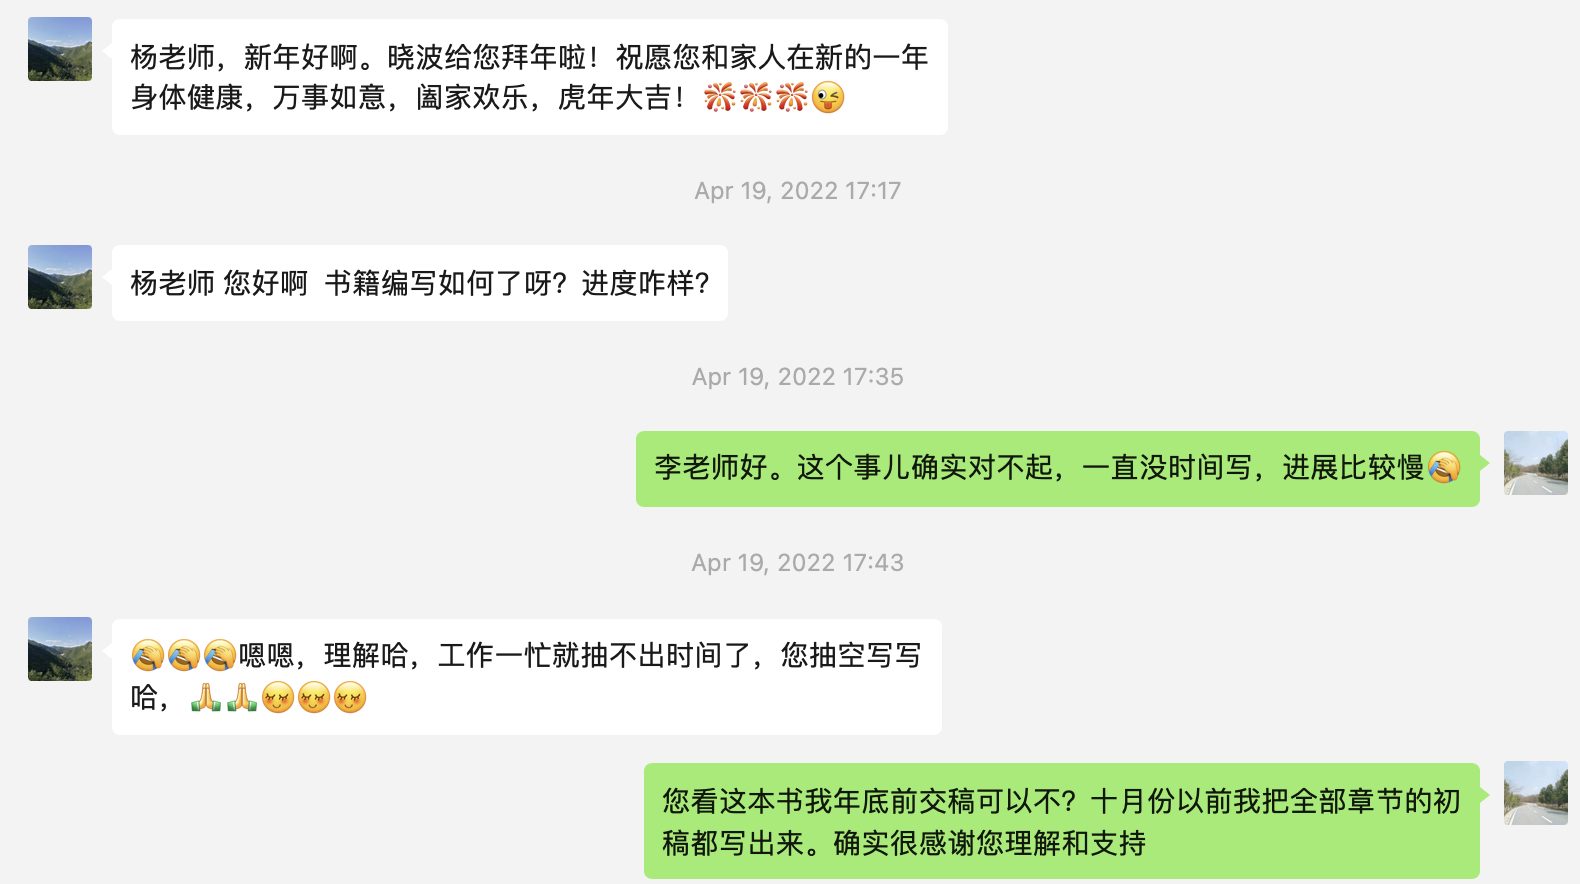 杨老师，新年好啊。晓波给您拜年啦！祝愿您和家人在新的一年
身体健康，万事如意，阖家欢乐，虎年大吉！
Apr 19, 2022 17:17
杨老师 您好啊  书籍编写如何了呀？进度咋样？
Apr 19, 2022 17:35
李老师好。这个事儿确实对不起，一直没时间写，进展比较慢
Apr 19, 2022 17:43
嗯嗯，理解哈，工作一忙就抽不出时间了，您抽空写写
哈，
您看这本书我年底前交稿可以不？十月份以前我把全部章节的初
稿都写出来。确实很感谢您理解和支持